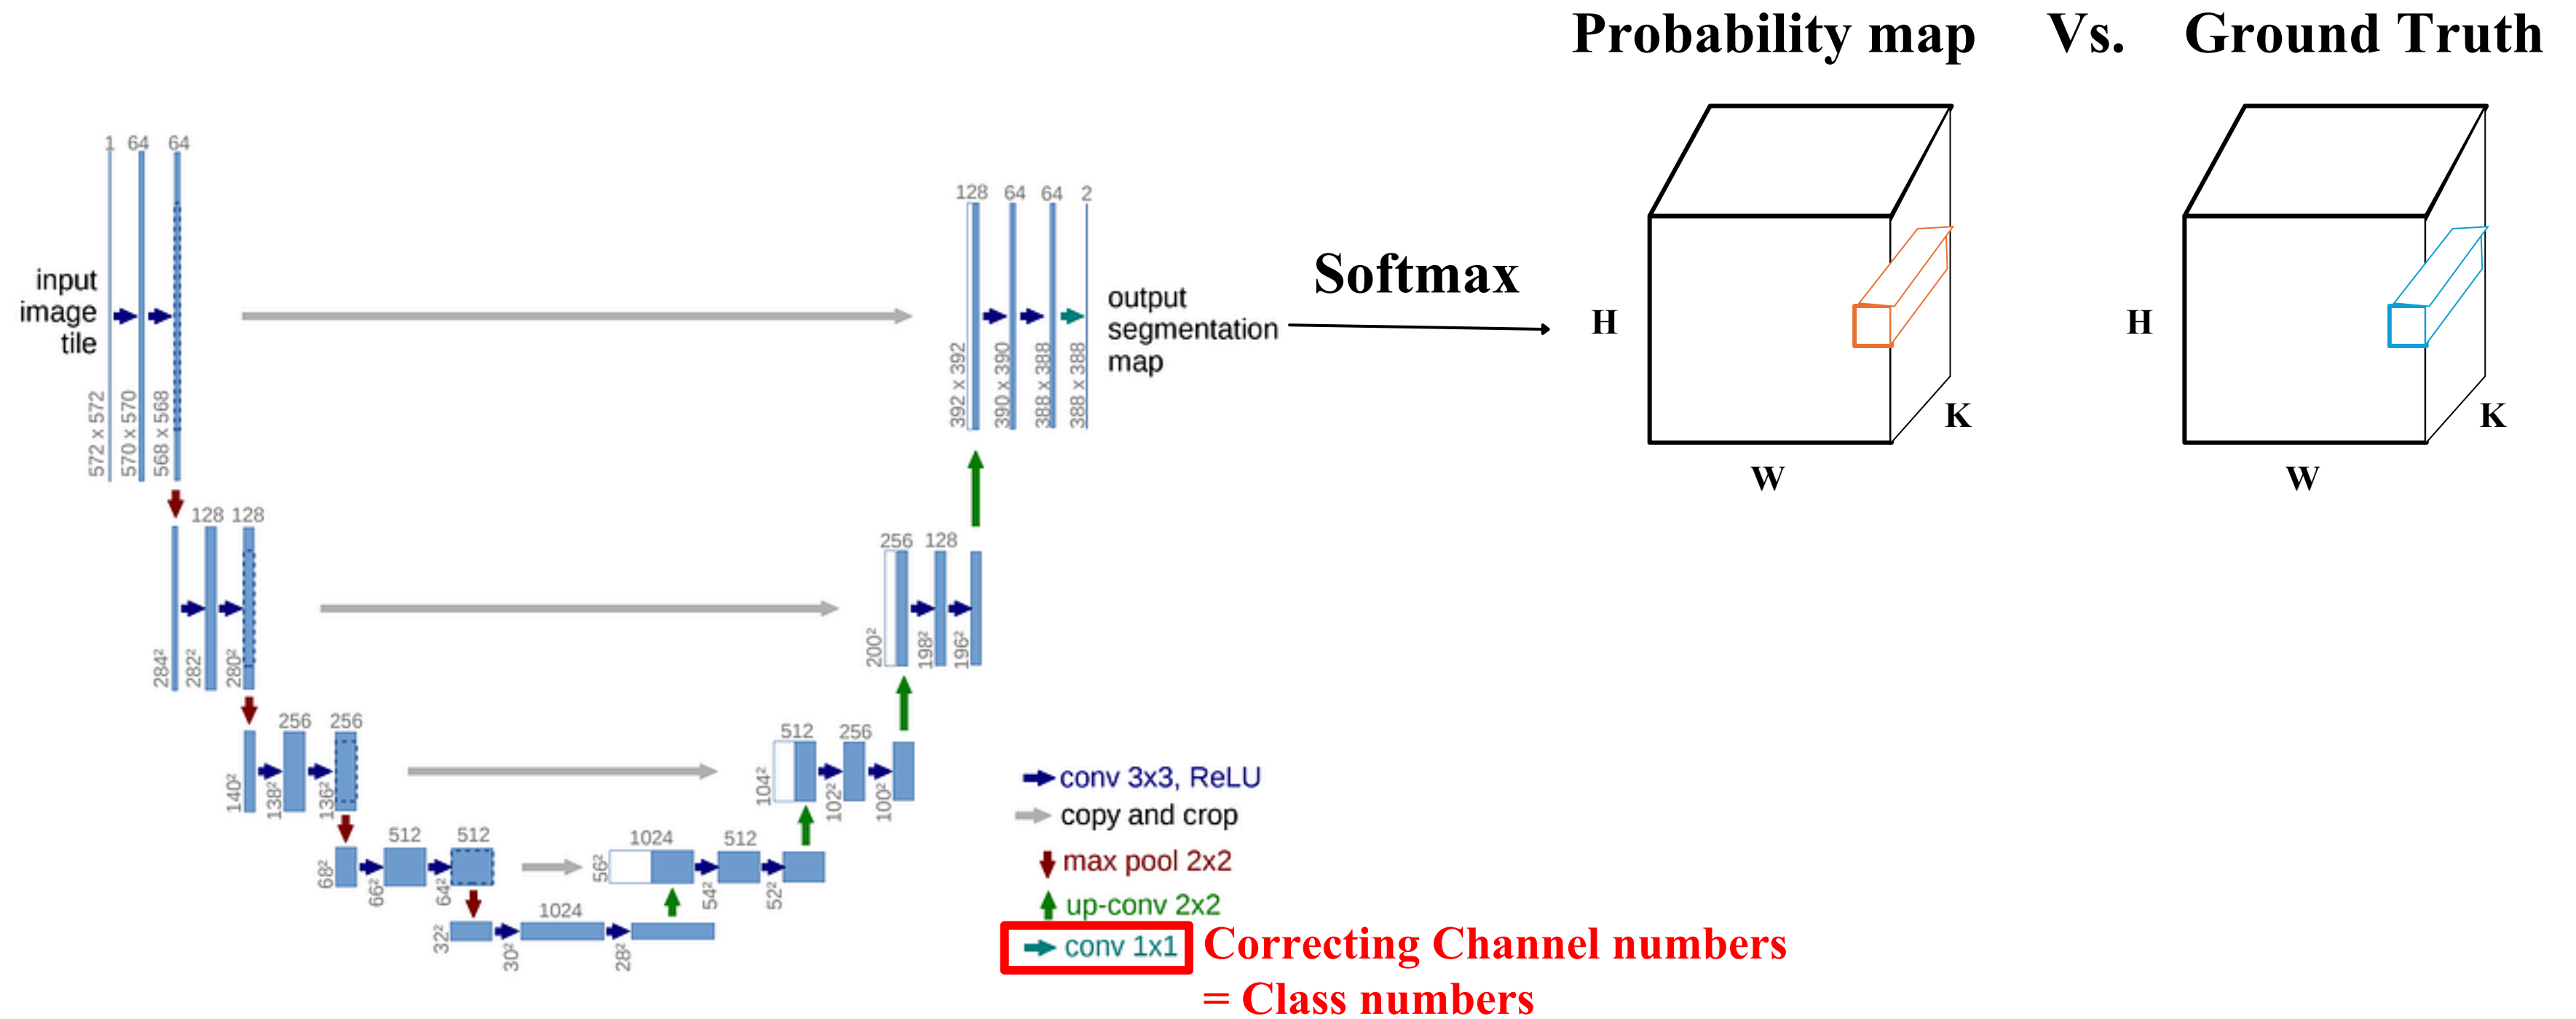 Probability map Vs. Ground Truth
1 64 64
input
image
tile
572 x 572
570 x 570
568 x 568
128 64 64 2
392 x 392
390 x 390
388 x 388
388 x 388
output
segmentation
map
Softmax
H
W
K
H
W
K
128 128
284²
282²
280²
256 128
200²
198²
196²
256 256
140²
138²
136²
512 256
104²
102²
100²
512 512
68²
66²
64²
1024 512
56²
54²
52²
1024
32²
30²
28²
conv 3x3, ReLU
copy and crop
max pool 2x2
up-conv 2x2
conv 1x1
Correcting Channel numbers
= Class numbers